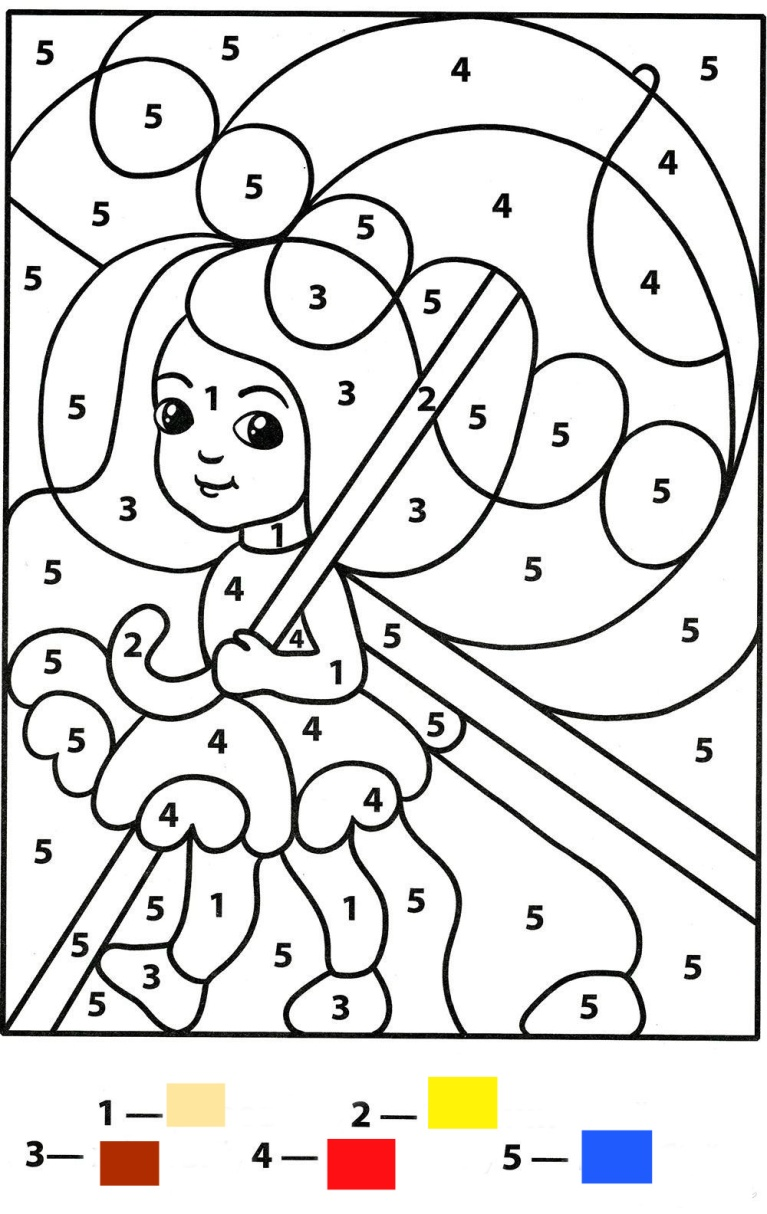 5 5 4 5
5 4
5 5 4
5
5 4
3 5
5 1 3 2 5 5
3 3 5
1
5 4 5
2 4 5 5
5 1
5 4 4 5 5
4 4
5
5 1 1 5 5
5 3 5 5
5 3 5
1 — 2 —
3— 4 — 5 —